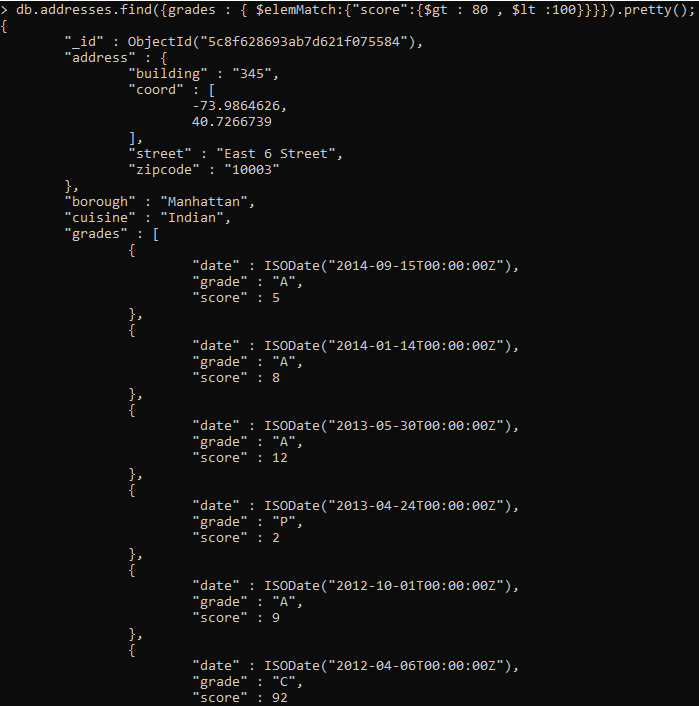 > db.addresses.find({grades : { $elemMatch:{"score":{$gt : 80 , $lt :100}}}}).pretty();
{
"_id" : ObjectId("5c8f628693ab7d621f075584"),
"address" : {
"building" : "345",
"coord" : [
-73.9864626,
40.7266739
],
"street" : "East 6 Street",
"zipcode" : "10003"
},
"borough" : "Manhattan",
"cuisine" : "Indian",
"grades" : [
{
"date" : ISODate("2014-09-15T00:00:00Z"),
"grade" : "A",
"score" : 5
},
{
"date" : ISODate("2014-01-14T00:00:00Z"),
"grade" : "A",
"score" : 8
},
{
"date" : ISODate("2013-05-30T00:00:00Z"),
"grade" : "A",
"score" : 12
},
{
"date" : ISODate("2013-04-24T00:00:00Z"),
"grade" : "P",
"score" : 2
},
{
"date" : ISODate("2012-10-01T00:00:00Z"),
"grade" : "A",
"score" : 9
},
{
"date" : ISODate("2012-04-06T00:00:00Z"),
"grade" : "C",
"score" : 92